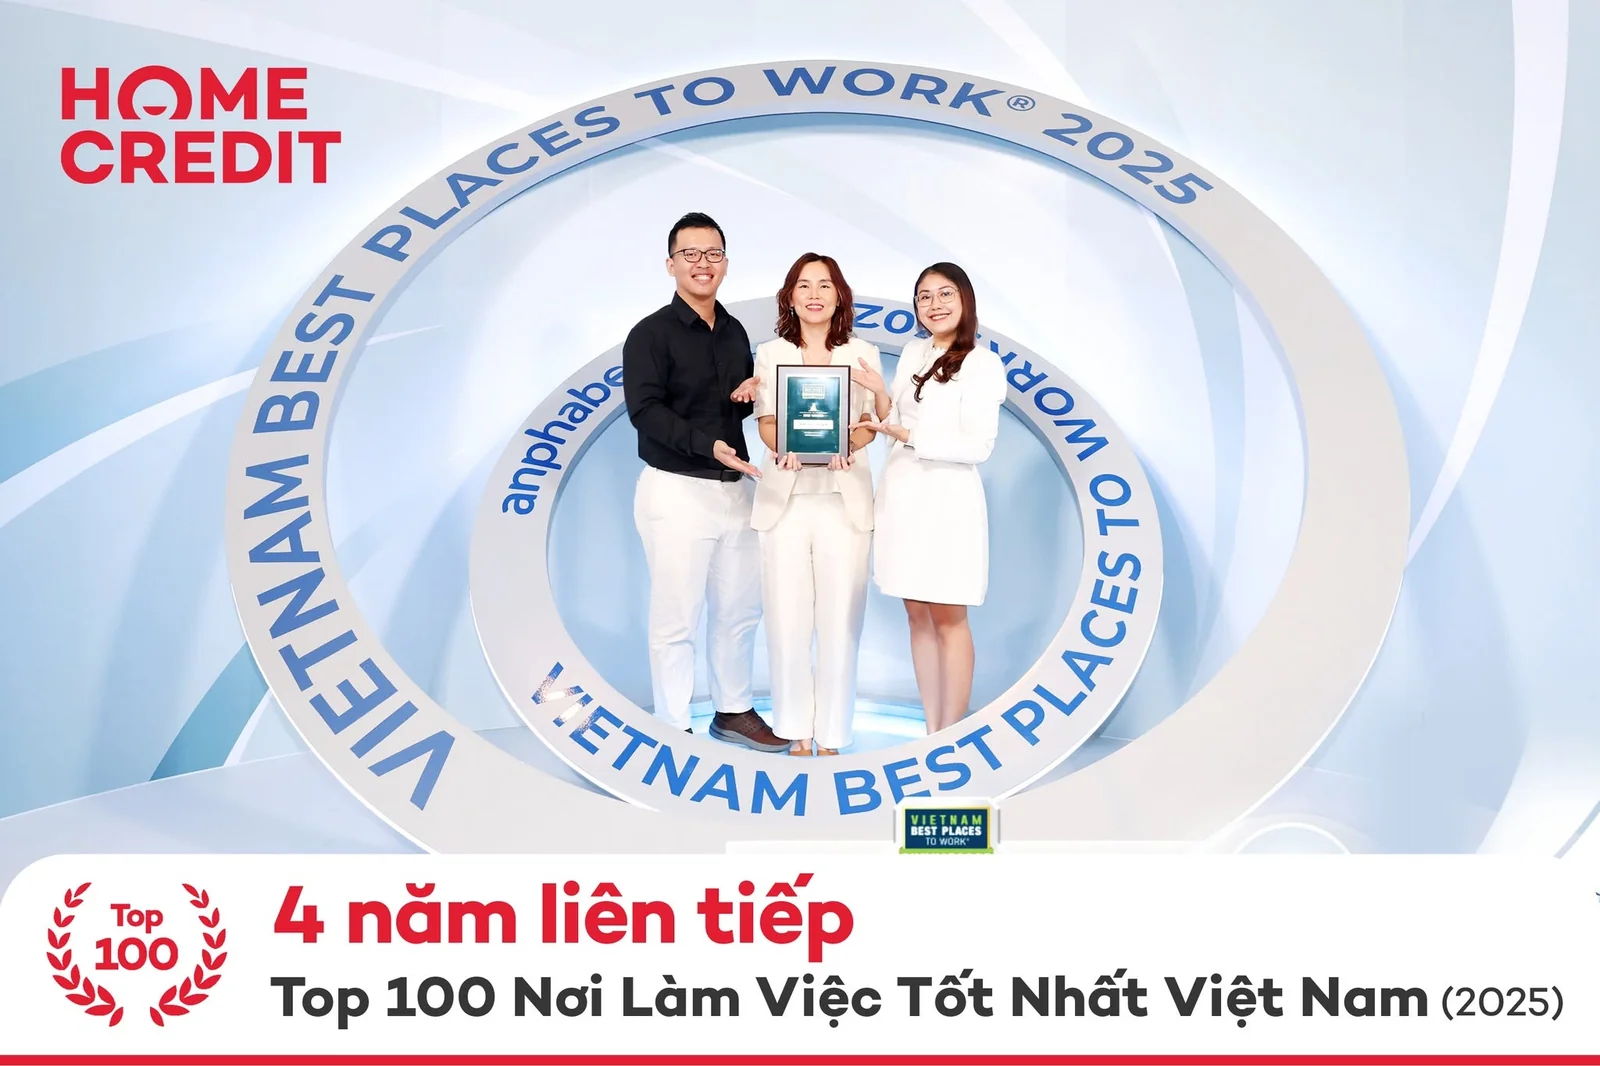 HOME
CREDIT
VIETNAM BEST PLACES TO WORK® 2025
anphabe
VIETNAM BEST PLACES TO WORK
VIETNAM
BEST PLACES
TO WORK®
Top
100
4 năm liên tiếp
Top 100 Nơi Làm Việc Tốt Nhất Việt Nam (2025)